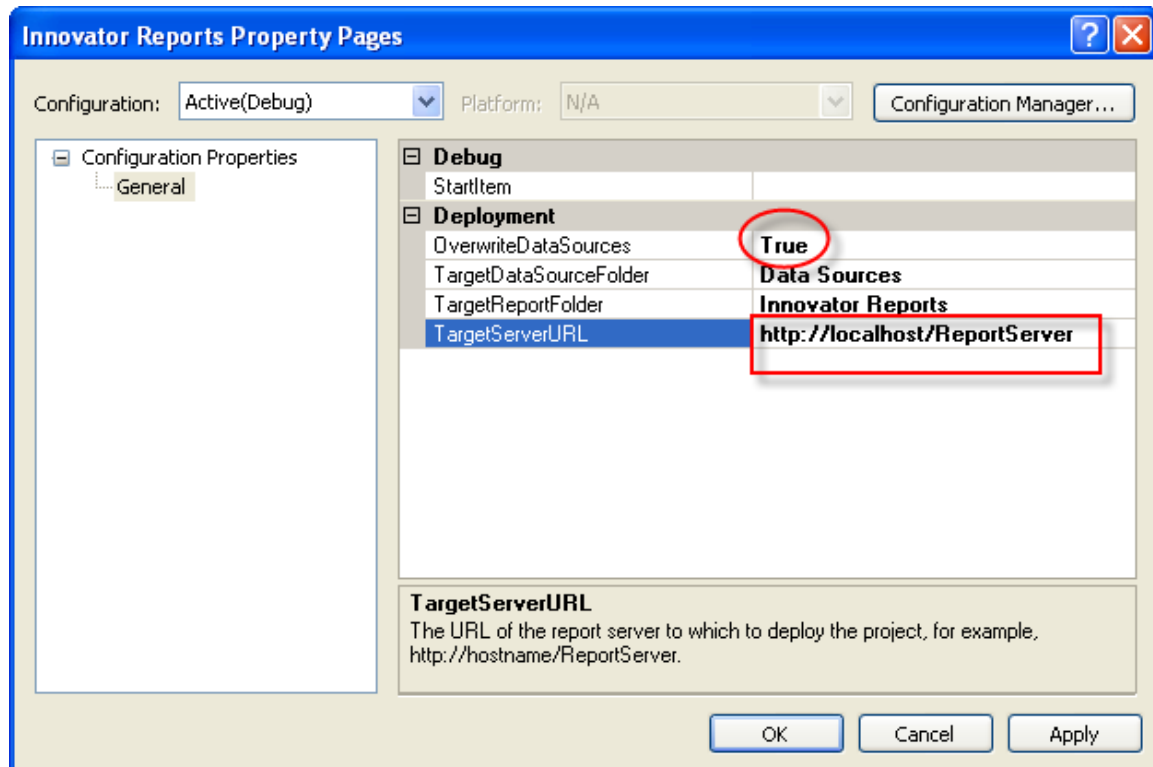 Innovator Reports Property Pages
Configuration: Active(Debug) Platform: N/A Configuration Manager...
Configuration Properties
General
Debug
StartItem
Deployment
OverwriteDataSources True
TargetDataSourceFolder Data Sources
TargetReportFolder Innovator Reports
TargetServerURL http://localhost/ReportServer
TargetServerURL
The URL of the report server to which to deploy the project, for example,
http://hostname/ReportServer.
OK Cancel Apply